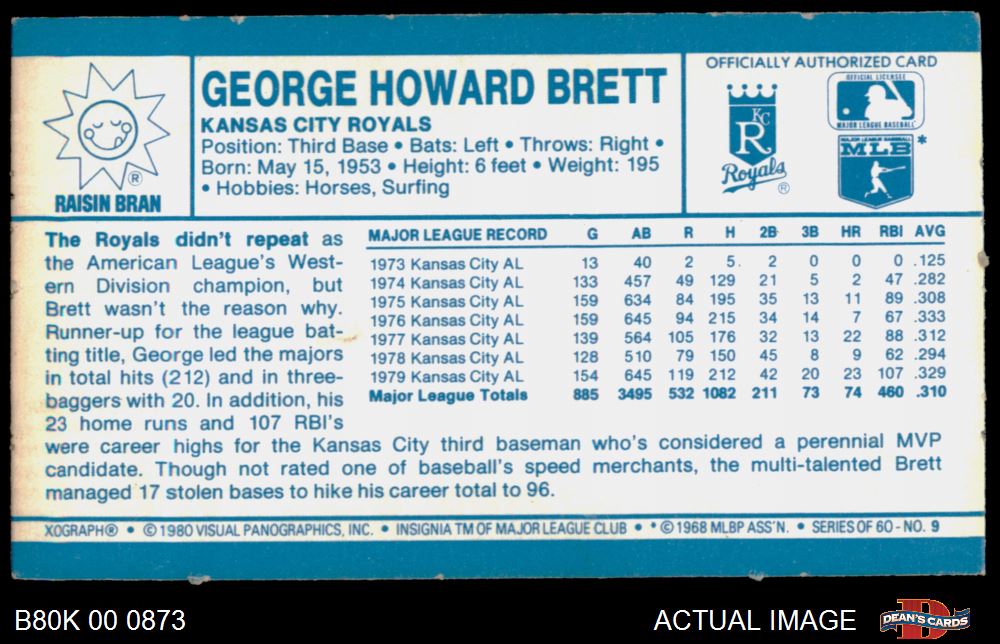 GEORGE HOWARD BRETT
KANSAS CITY ROYALS
Position: Third Base • Bats: Left • Throws: Right •
Born: May 15, 1953 • Height: 6 feet • Weight: 195
• Hobbies: Horses, Surfing
®
RAISIN BRAN
OFFICIALLY AUTHORIZED CARD
KC
R
Royals
®
OFFICIAL LICENSEE
MAJOR LEAGUE BASEBALL
MAJOR LEAGUE BASEBALL
MLB *
The Royals didn't repeat as
the American League's West-
ern Division champion, but
Brett wasn't the reason why.
Runner-up for the league bat-
ting title, George led the majors
in total hits (212) and in three-
baggers with 20. In addition, his
23 home runs and 107 RBI's
were career highs for the Kansas City third baseman who's considered a perennial MVP
candidate. Though not rated one of baseball's speed merchants, the multi-talented Brett
managed 17 stolen bases to hike his career total to 96.
MAJOR LEAGUE RECORD G AB R H 2B 3B HR RBI AVG
1973 Kansas City AL 13 40 2 5. 2 0 0 0 .125
1974 Kansas City AL 133 457 49 129 21 5 2 47 .282
1975 Kansas City AL 159 634 84 195 35 13 11 89 .308
1976 Kansas City AL 159 645 94 215 34 14 7 67 .333
1977 Kansas City AL 139 564 105 176 32 13 22 88 .312
1978 Kansas City AL 128 510 79 150 45 8 9 62 .294
1979 Kansas City AL 154 645 119 212 42 20 23 107 .329
Major League Totals 885 3495 532 1082 211 73 74 460 .310
XOGRAPH® • ©1980 VISUAL PANOGRAPHICS, INC. • INSIGNIA TM OF MAJOR LEAGUE CLUB • *©1968 MLBP ASS'N. • SERIES OF 60 - NO. 9
B80K 00 0873
ACTUAL IMAGE
D
DEAN'S CARDS